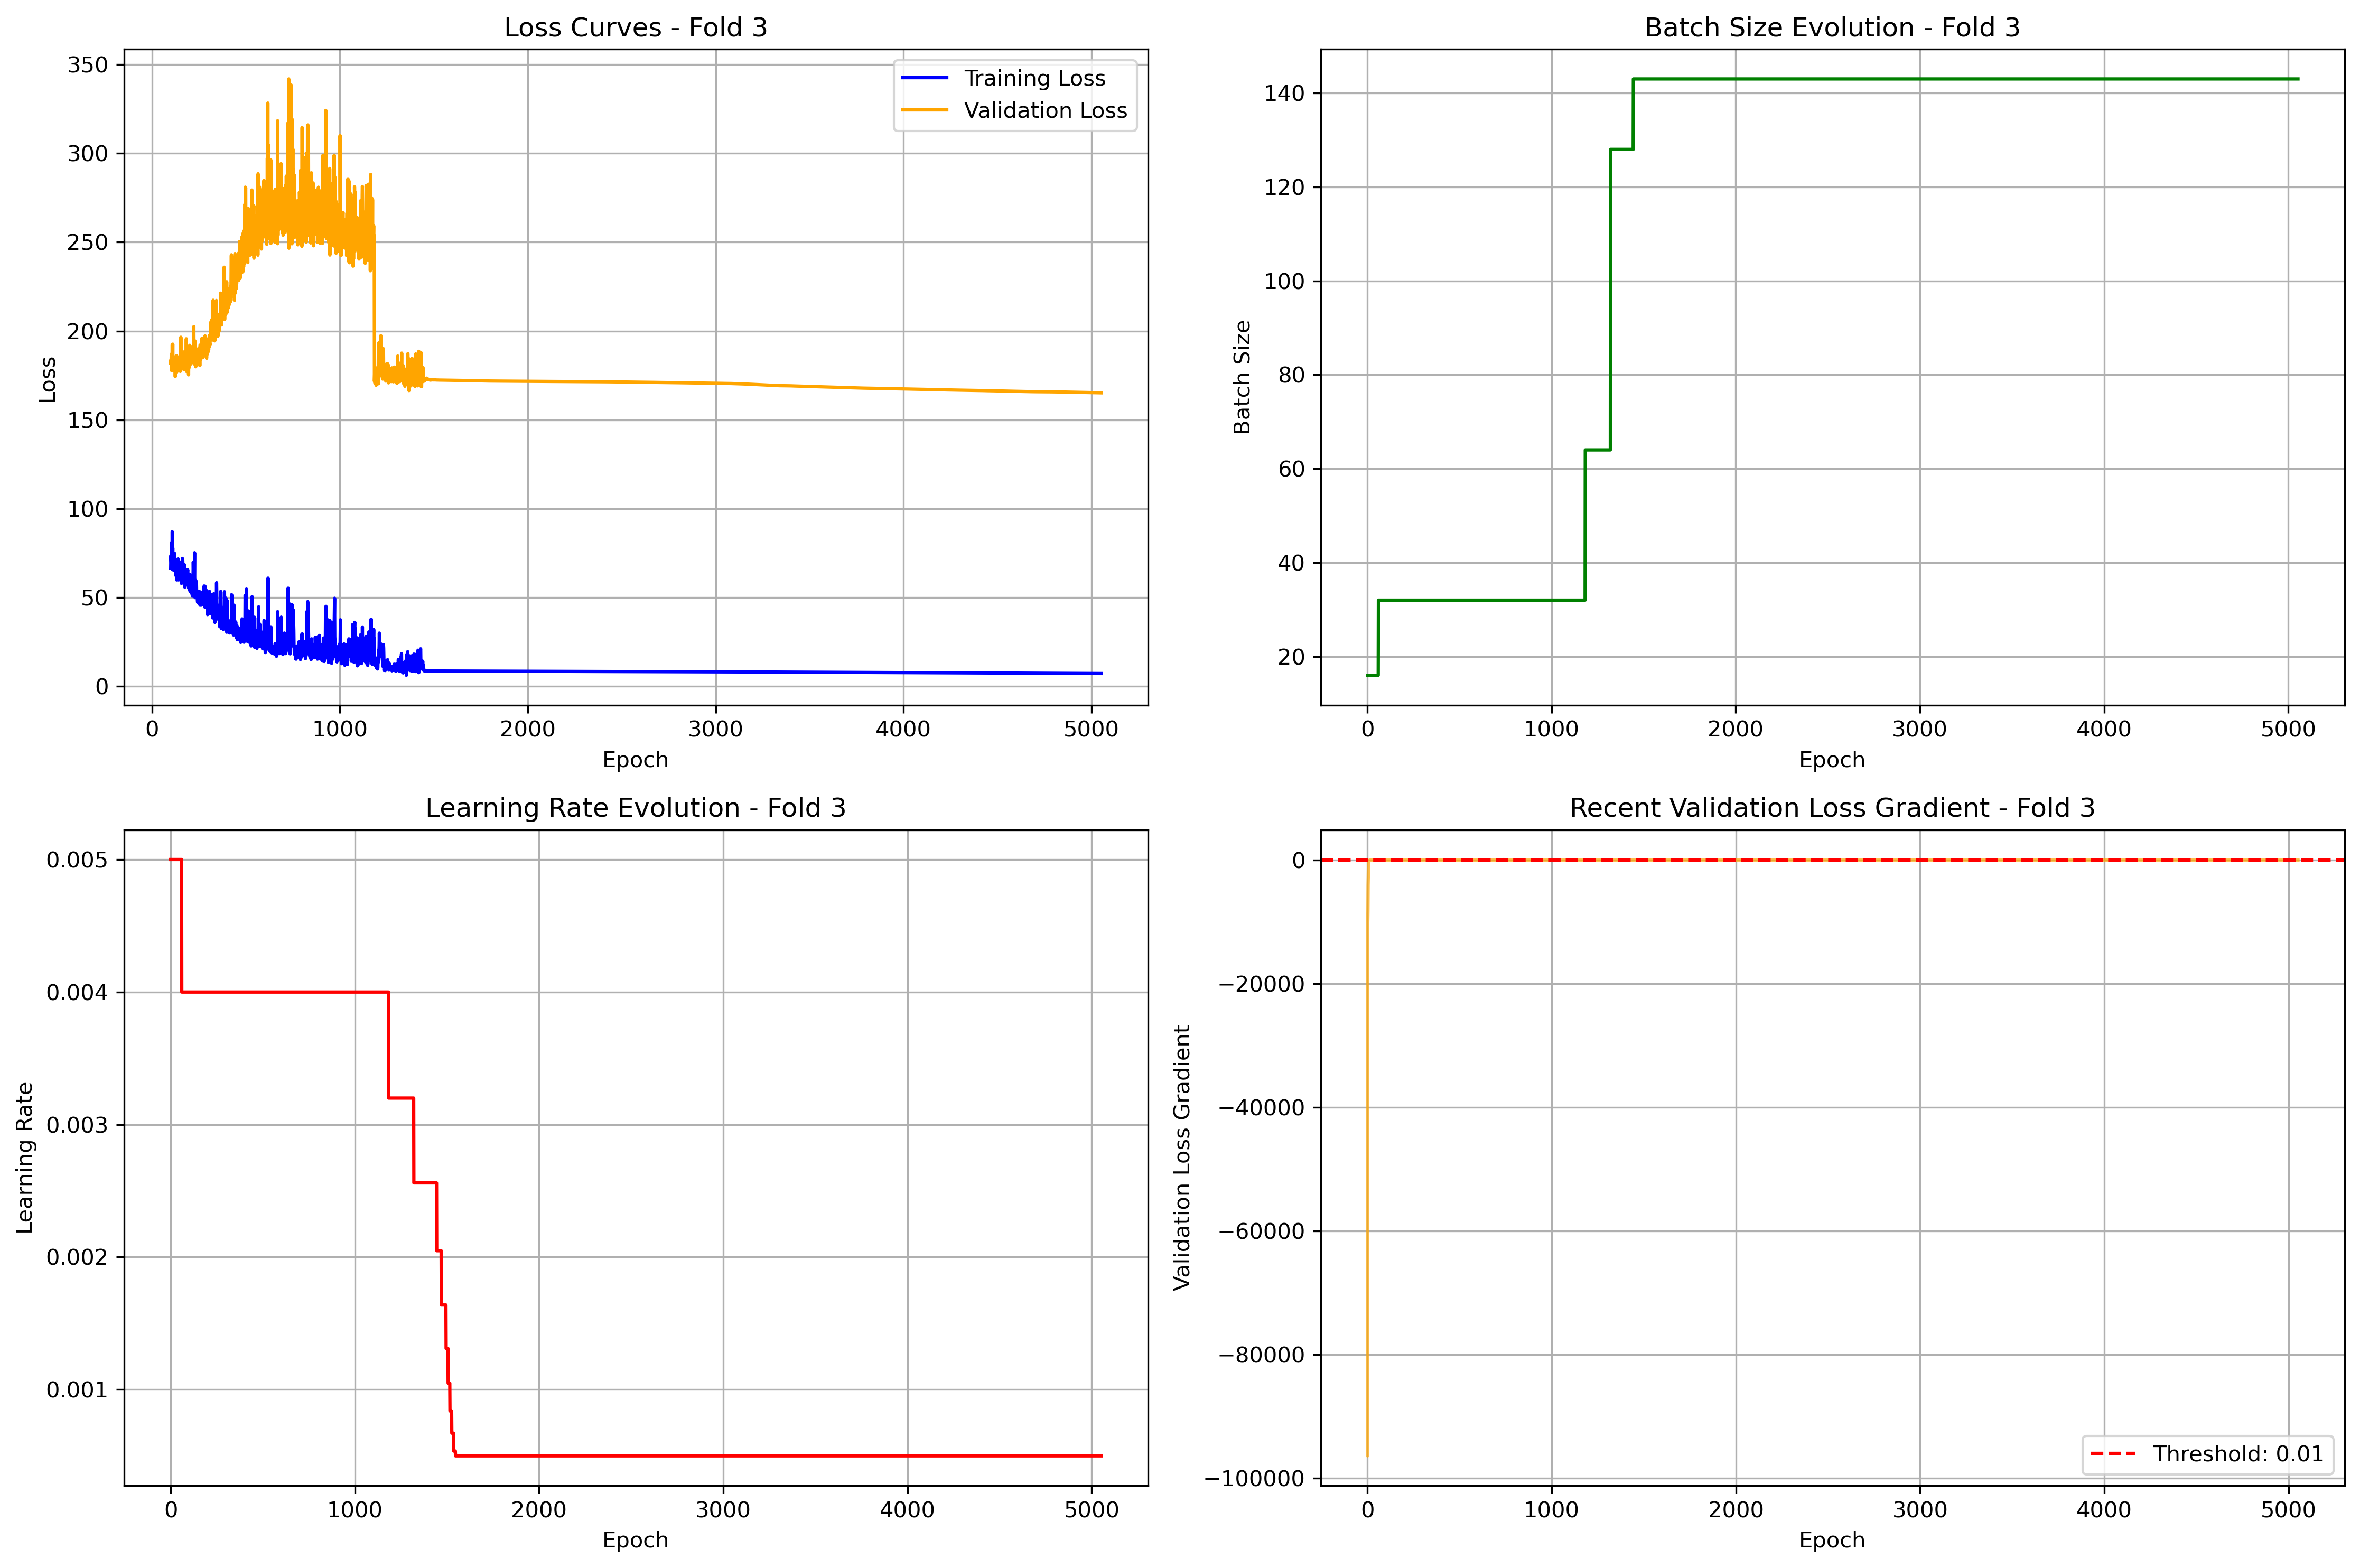 Loss Curves - Fold 3
350
300
250
200
150
100
50
0
Loss
Training Loss
Validation Loss
0 1000 2000 3000 4000 5000
Epoch
Batch Size Evolution - Fold 3
140
120
100
80
60
40
20
Batch Size
0 1000 2000 3000 4000 5000
Epoch
Learning Rate Evolution - Fold 3
0.005
0.004
0.003
0.002
0.001
Learning Rate
0 1000 2000 3000 4000 5000
Epoch
Recent Validation Loss Gradient - Fold 3
0
−20000
−40000
−60000
−80000
−100000
Validation Loss Gradient
Threshold: 0.01
0 1000 2000 3000 4000 5000
Epoch